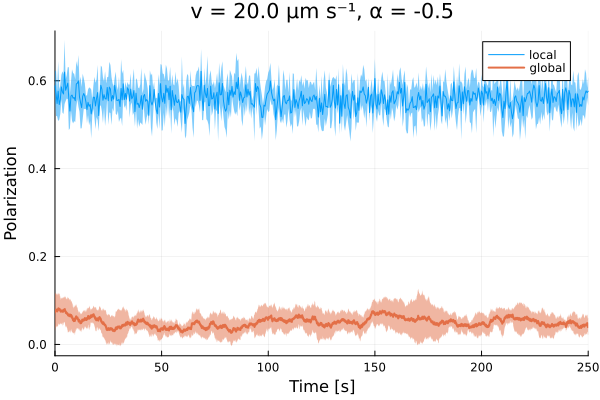 v = 20.0 μm s⁻¹, α = -0.5
local
global
Polarization
0.6
0.4
0.2
0.0
0 50 100 150 200 250
Time [s]